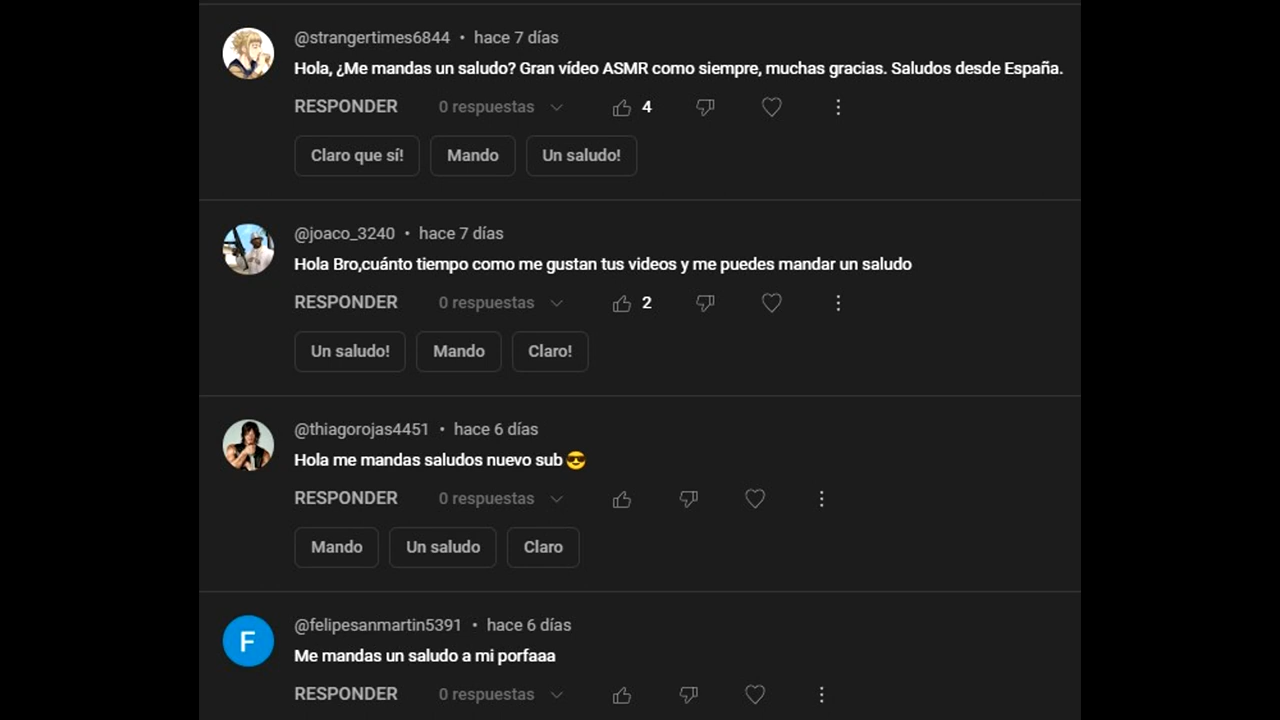 @strangertimes6844 • hace 7 días
Hola, ¿Me mandas un saludo? Gran vídeo ASMR como siempre, muchas gracias. Saludos desde España.
RESPONDER 0 respuestas 4
Claro que sí! Mando Un saludo!
@joaco_3240 • hace 7 días
Hola Bro,cuánto tiempo como me gustan tus videos y me puedes mandar un saludo
RESPONDER 0 respuestas 2
Un saludo! Mando Claro!
@thiagorojas4451 • hace 6 días
Hola me mandas saludos nuevo sub😎
RESPONDER 0 respuestas
Mando Un saludo Claro
F
@felipesanmartin5391 • hace 6 días
Me mandas un saludo a mi porfaaa
RESPONDER 0 respuestas